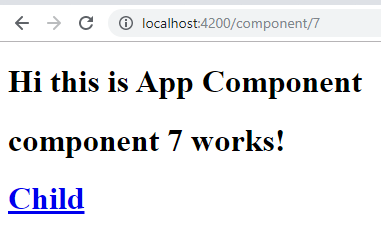 localhost:4200/component/7
Hi this is App Component
component 7 works!
Child